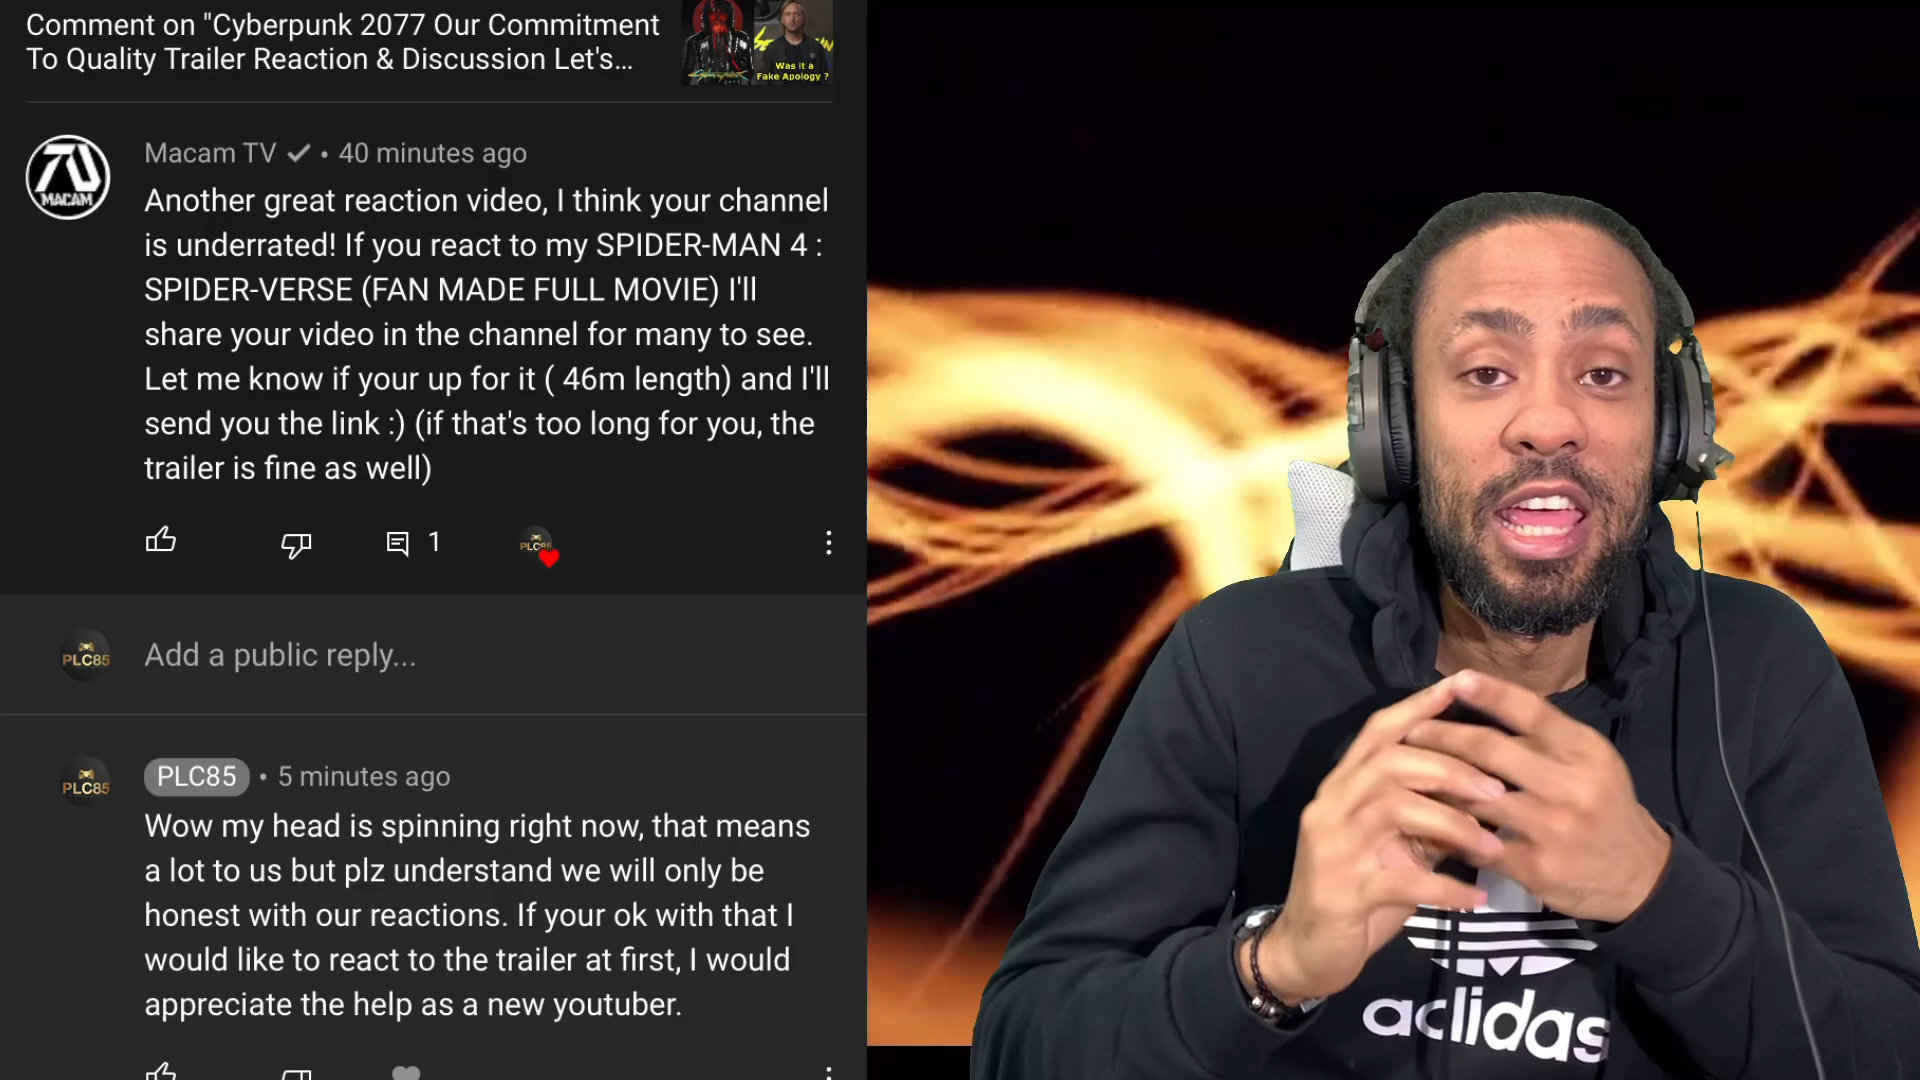 Comment on "Cyberpunk 2077 Our Commitment
To Quality Trailer Reaction & Discussion Let's...
Was it a
Fake Apology ?
Macam TV • 40 minutes ago
MACAM
Another great reaction video, I think your channel
is underrated! If you react to my SPIDER-MAN 4 :
SPIDER-VERSE (FAN MADE FULL MOVIE) I'll
share your video in the channel for many to see.
Let me know if your up for it ( 46m length) and I'll
send you the link :) (if that's too long for you, the
trailer is fine as well)
1
PLC85
PLC85
Add a public reply...
PLC85
PLC85 • 5 minutes ago
Wow my head is spinning right now, that means
a lot to us but plz understand we will only be
honest with our reactions. If your ok with that I
would like to react to the trailer at first, I would
appreciate the help as a new youtuber.
adidas